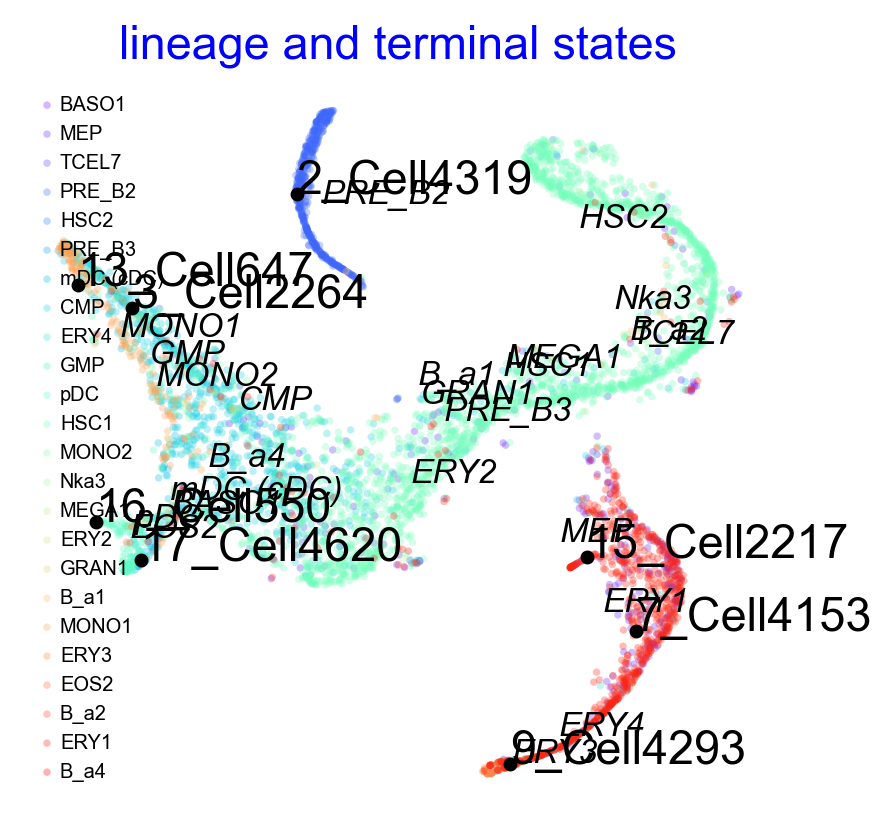 lineage and terminal states
BASO1
MEP
TCEL7
PRE_B2
HSC2
PRE_B3
mDC (cDC)
CMP
ERY4
GMP
pDC
HSC1
MONO2
Nka3
MEGA1
ERY2
GRAN1
B_a1
MONO1
ERY3
EOS2
B_a2
ERY1
B_a4
2_Cell4319
PRE_B2
HSC2
13_Cell647
3_Cell2264
MONO1
GMP
MONO2
CMP
Nka3
B_a2
TCEL7
MEGA1
HSC1
B_a1
GRAN1
PRE_B3
B_a4
ERY2
mDC (cDC)
BASO1
16_Cell550
pDC
EOS2
17_Cell4620
MEP
15_Cell2217
ERY1
7_Cell4153
ERY4
9_Cell4293
ERY3